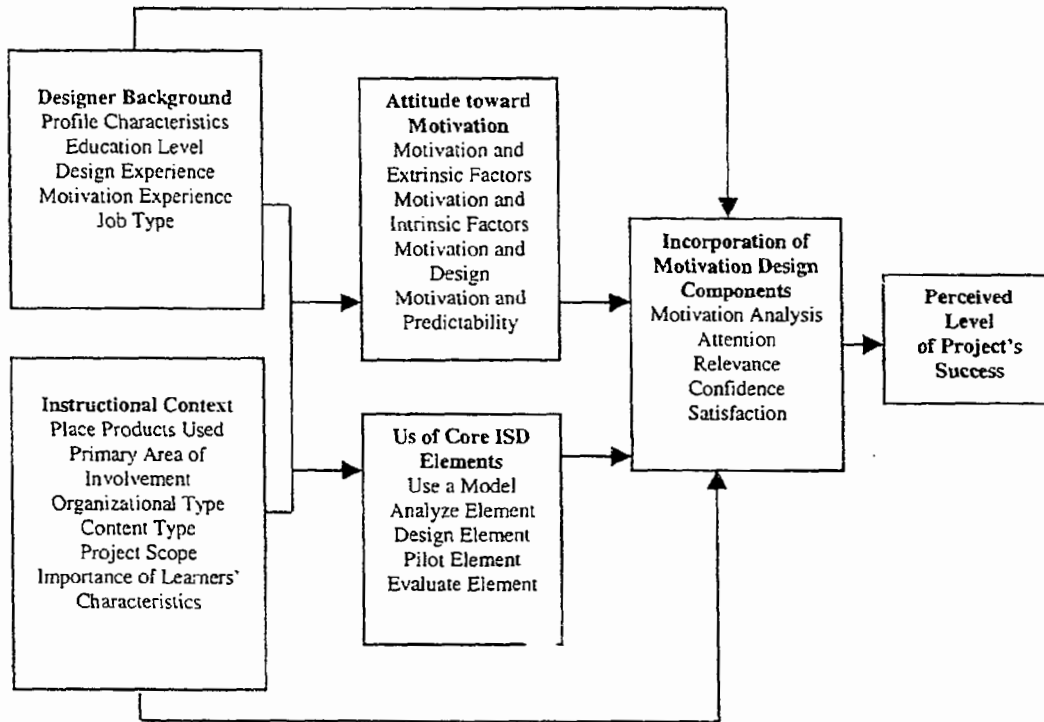 Designer Background
Profile Characteristics
Education Level
Design Experience
Motivation Experience
Job Type
Instructional Context
Place Products Used
Primary Area of
Involvement
Organizational Type
Content Type
Project Scope
Importance of Learners'
Characteristics
Attitude toward
Motivation
Motivation and
Extrinsic Factors
Motivation and
Intrinsic Factors
Motivation and
Design
Motivation and
Predictability
Us of Core ISD
Elements
Use a Model
Analyze Element
Design Element
Pilot Element
Evaluate Element
Incorporation of
Motivation Design
Components
Motivation Analysis
Attention
Relevance
Confidence
Satisfaction
Perceived
Level
of Project's
Success